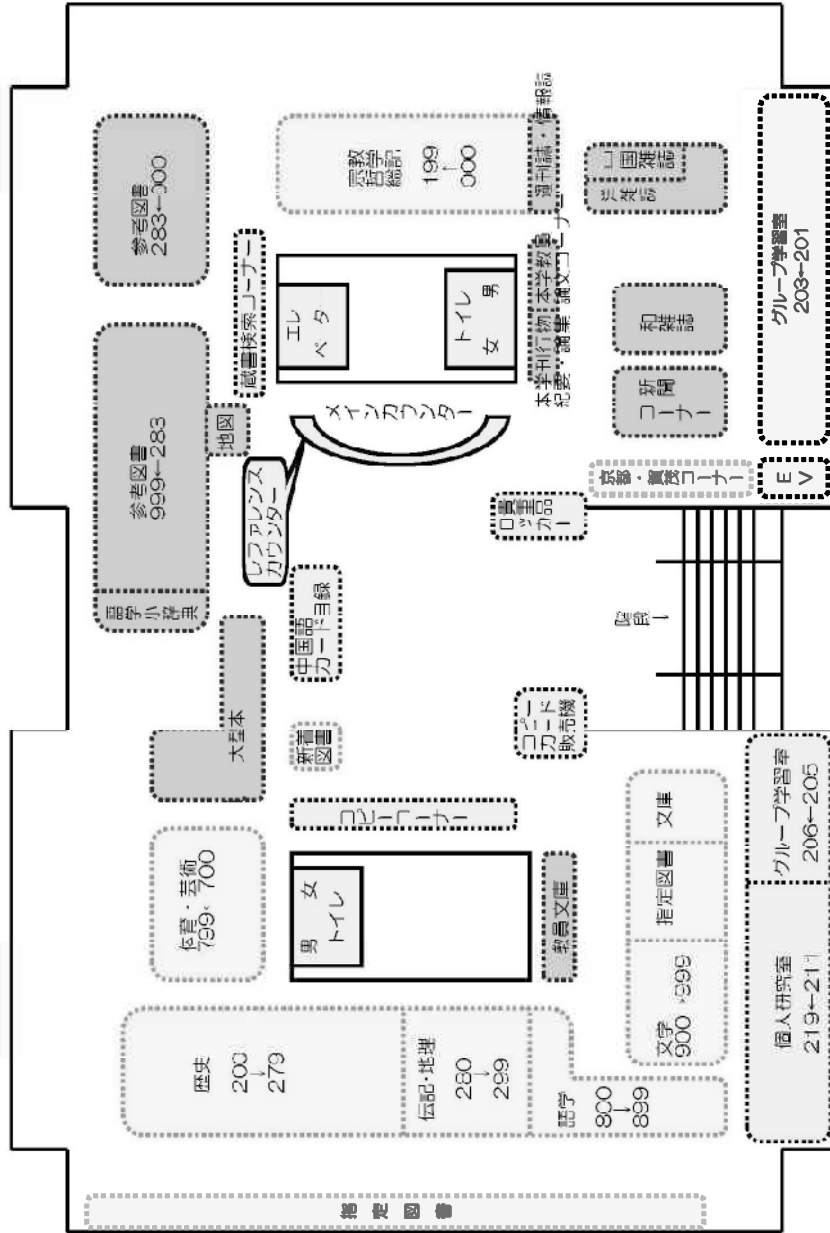 指定図書
歴史
200
↓
279
伝記・地理
280
↓
299
語学
800
↓
899
体育・芸術
799← 700
男 女
トイレ
教員文庫
文学
900→999
指定図書
文庫
個人研究室
219←211
グループ学習室
206←205
コピーコーナー
大型本
新着
図書
中国語
カード目録
コピー
カード
販売機
階段↓
語学小辞典
参考図書
999←283
地図
レファレンス
カウンター
メインカウンター
貴重品
ロッカー
蔵書検索コーナー
エレ
ベタ
トイレ
女 男
本学刊行物
紀要・論集
本学教員
論文コーナー
新聞
コーナー
和雑誌
京都・コーナー
EV
グループ学習室
203←201
参考図書
283←000
宗教
哲学
総記
199
↑
000
週刊誌・情報誌
国雑誌
雑誌